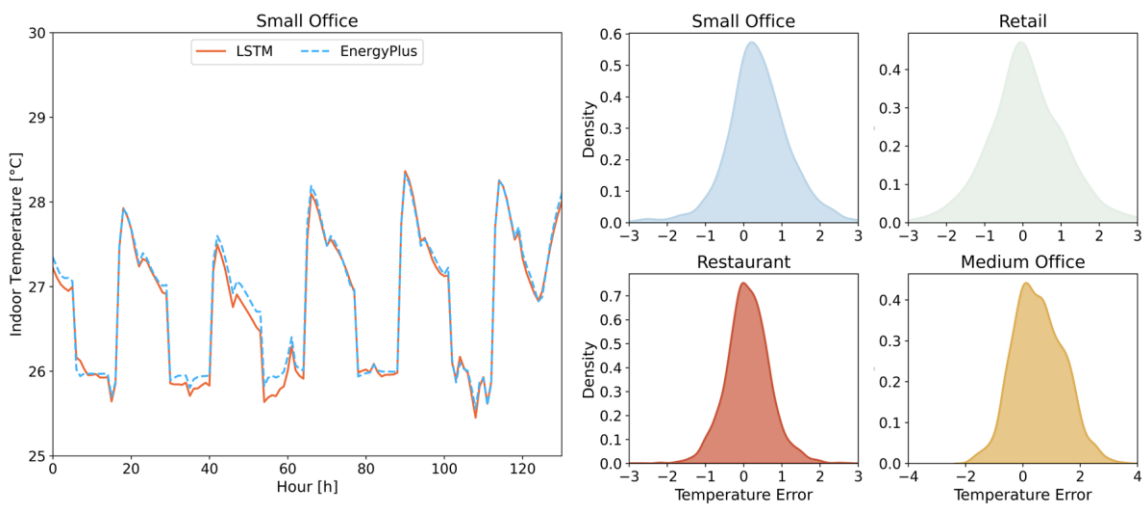 Small Office
30
29
28
27
26
25
Indoor Temperature [°C]
LSTM
EnergyPlus
0 20 40 60 80 100 120
Hour [h]
Small Office
0.6
0.5
0.4
0.3
0.2
0.1
0.0
Density
−3 −2 −1 0 1 2 3
Retail
0.4
0.3
0.2
0.1
0.0
−3 −2 −1 0 1 2 3
Restaurant
0.7
0.6
0.5
0.4
0.3
0.2
0.1
0.0
Density
−3 −2 −1 0 1 2 3
Temperature Error
Medium Office
0.4
0.3
0.2
0.1
0.0
−4 −2 0 2 4
Temperature Error